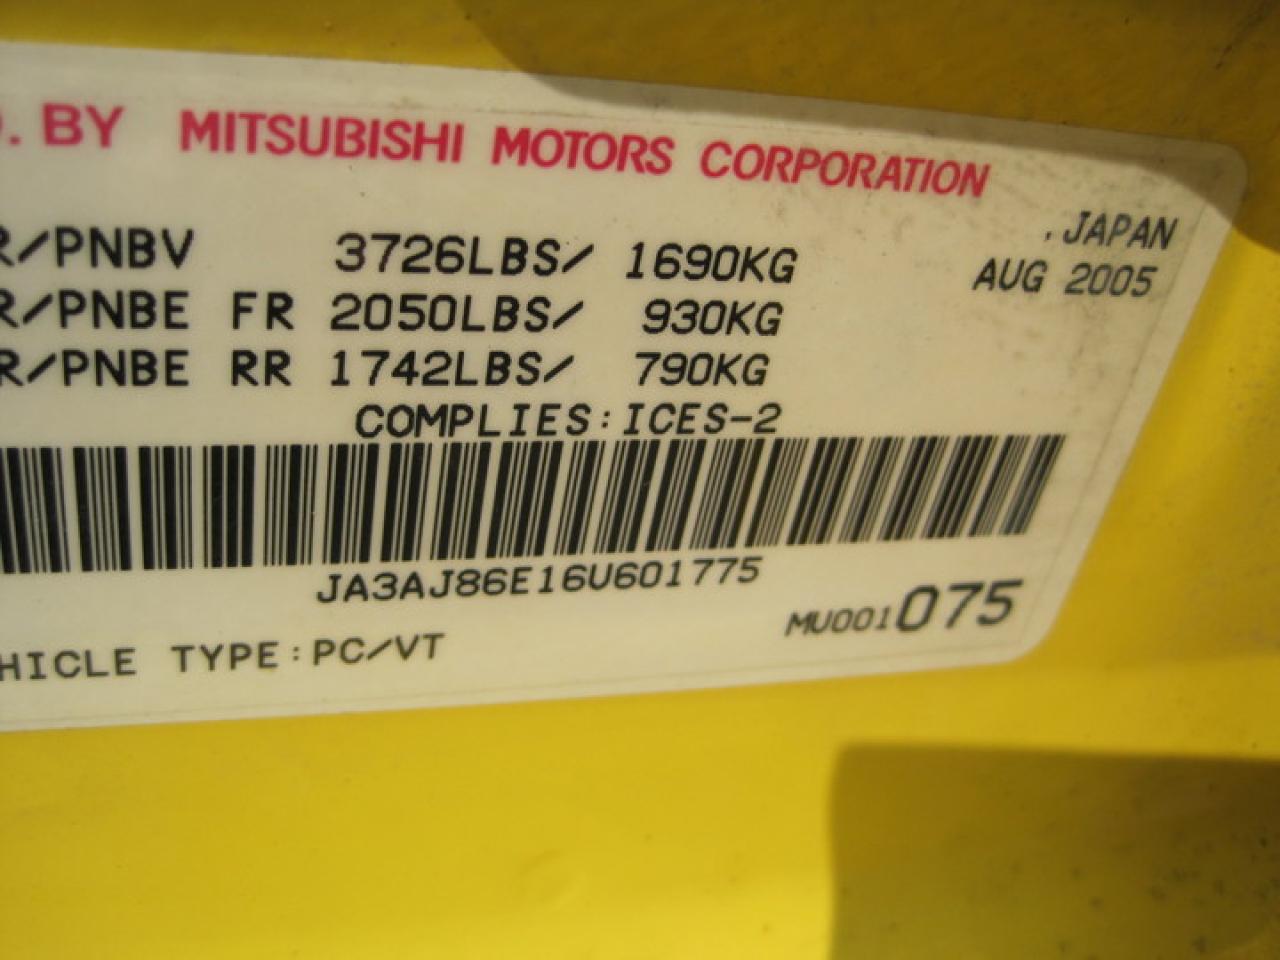 D. BY MITSUBISHI MOTORS CORPORATION
.JAPAN
R/PNBV 3726LBS/ 1690KG
AUG 2005
R/PNBE FR 2050LBS/ 930KG
R/PNBE RR 1742LBS/ 790KG
COMPLIES:ICES-2
JA3AJ86E16U601775
MU001075
HICLE TYPE:PC/VT